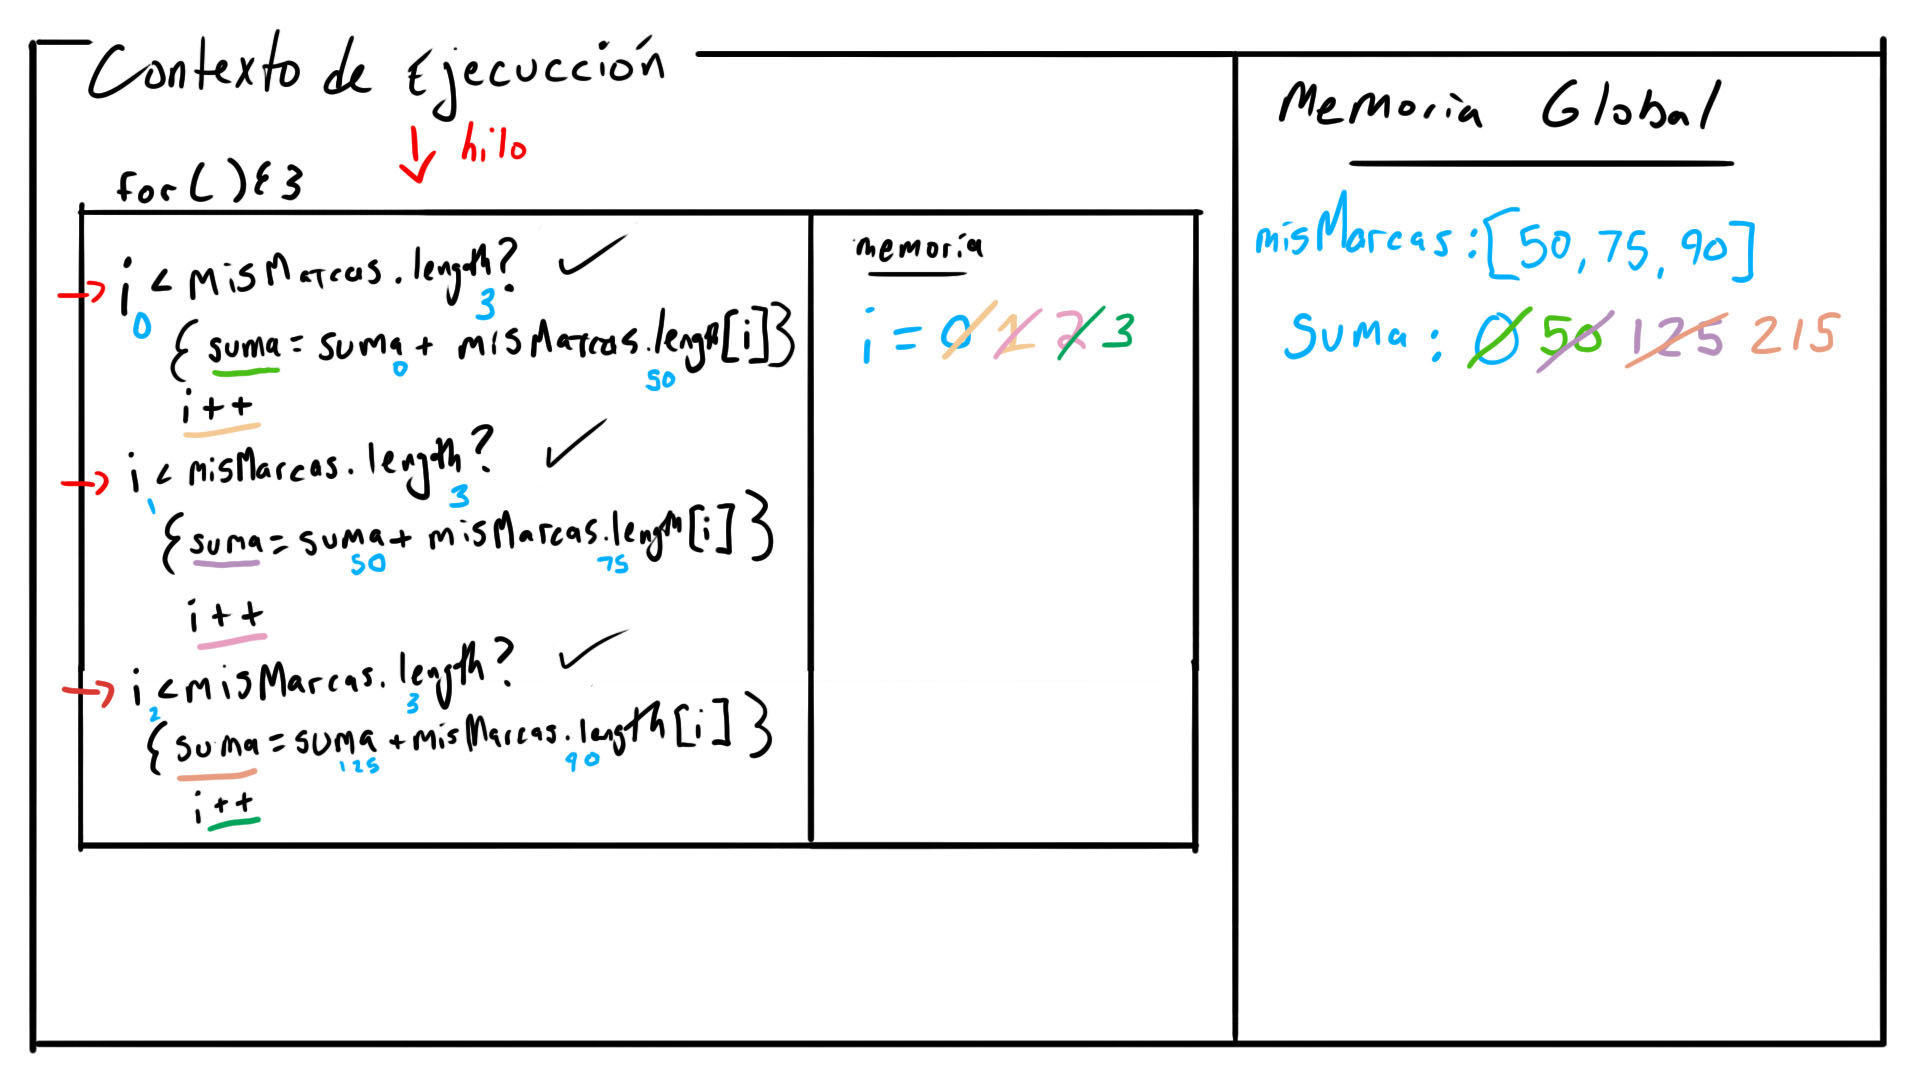 Contexto de Ejecucción
hilo
for ( ) { }
i < misMarcas.length?
0 3
{ suma = suma + misMarcas.length[i] }
0 50
i++
i < misMarcas.length?
1 3
{ suma = suma + misMarcas.lengh[i] }
50 75
i++
i < misMarcas.length?
2 3
{ suma = suma + misMarcas.length[i] }
125 90
i++
memoria
i = 0 1 2 3
Memoria Global
misMarcas: [50, 75, 90]
Suma: 0 50 125 215